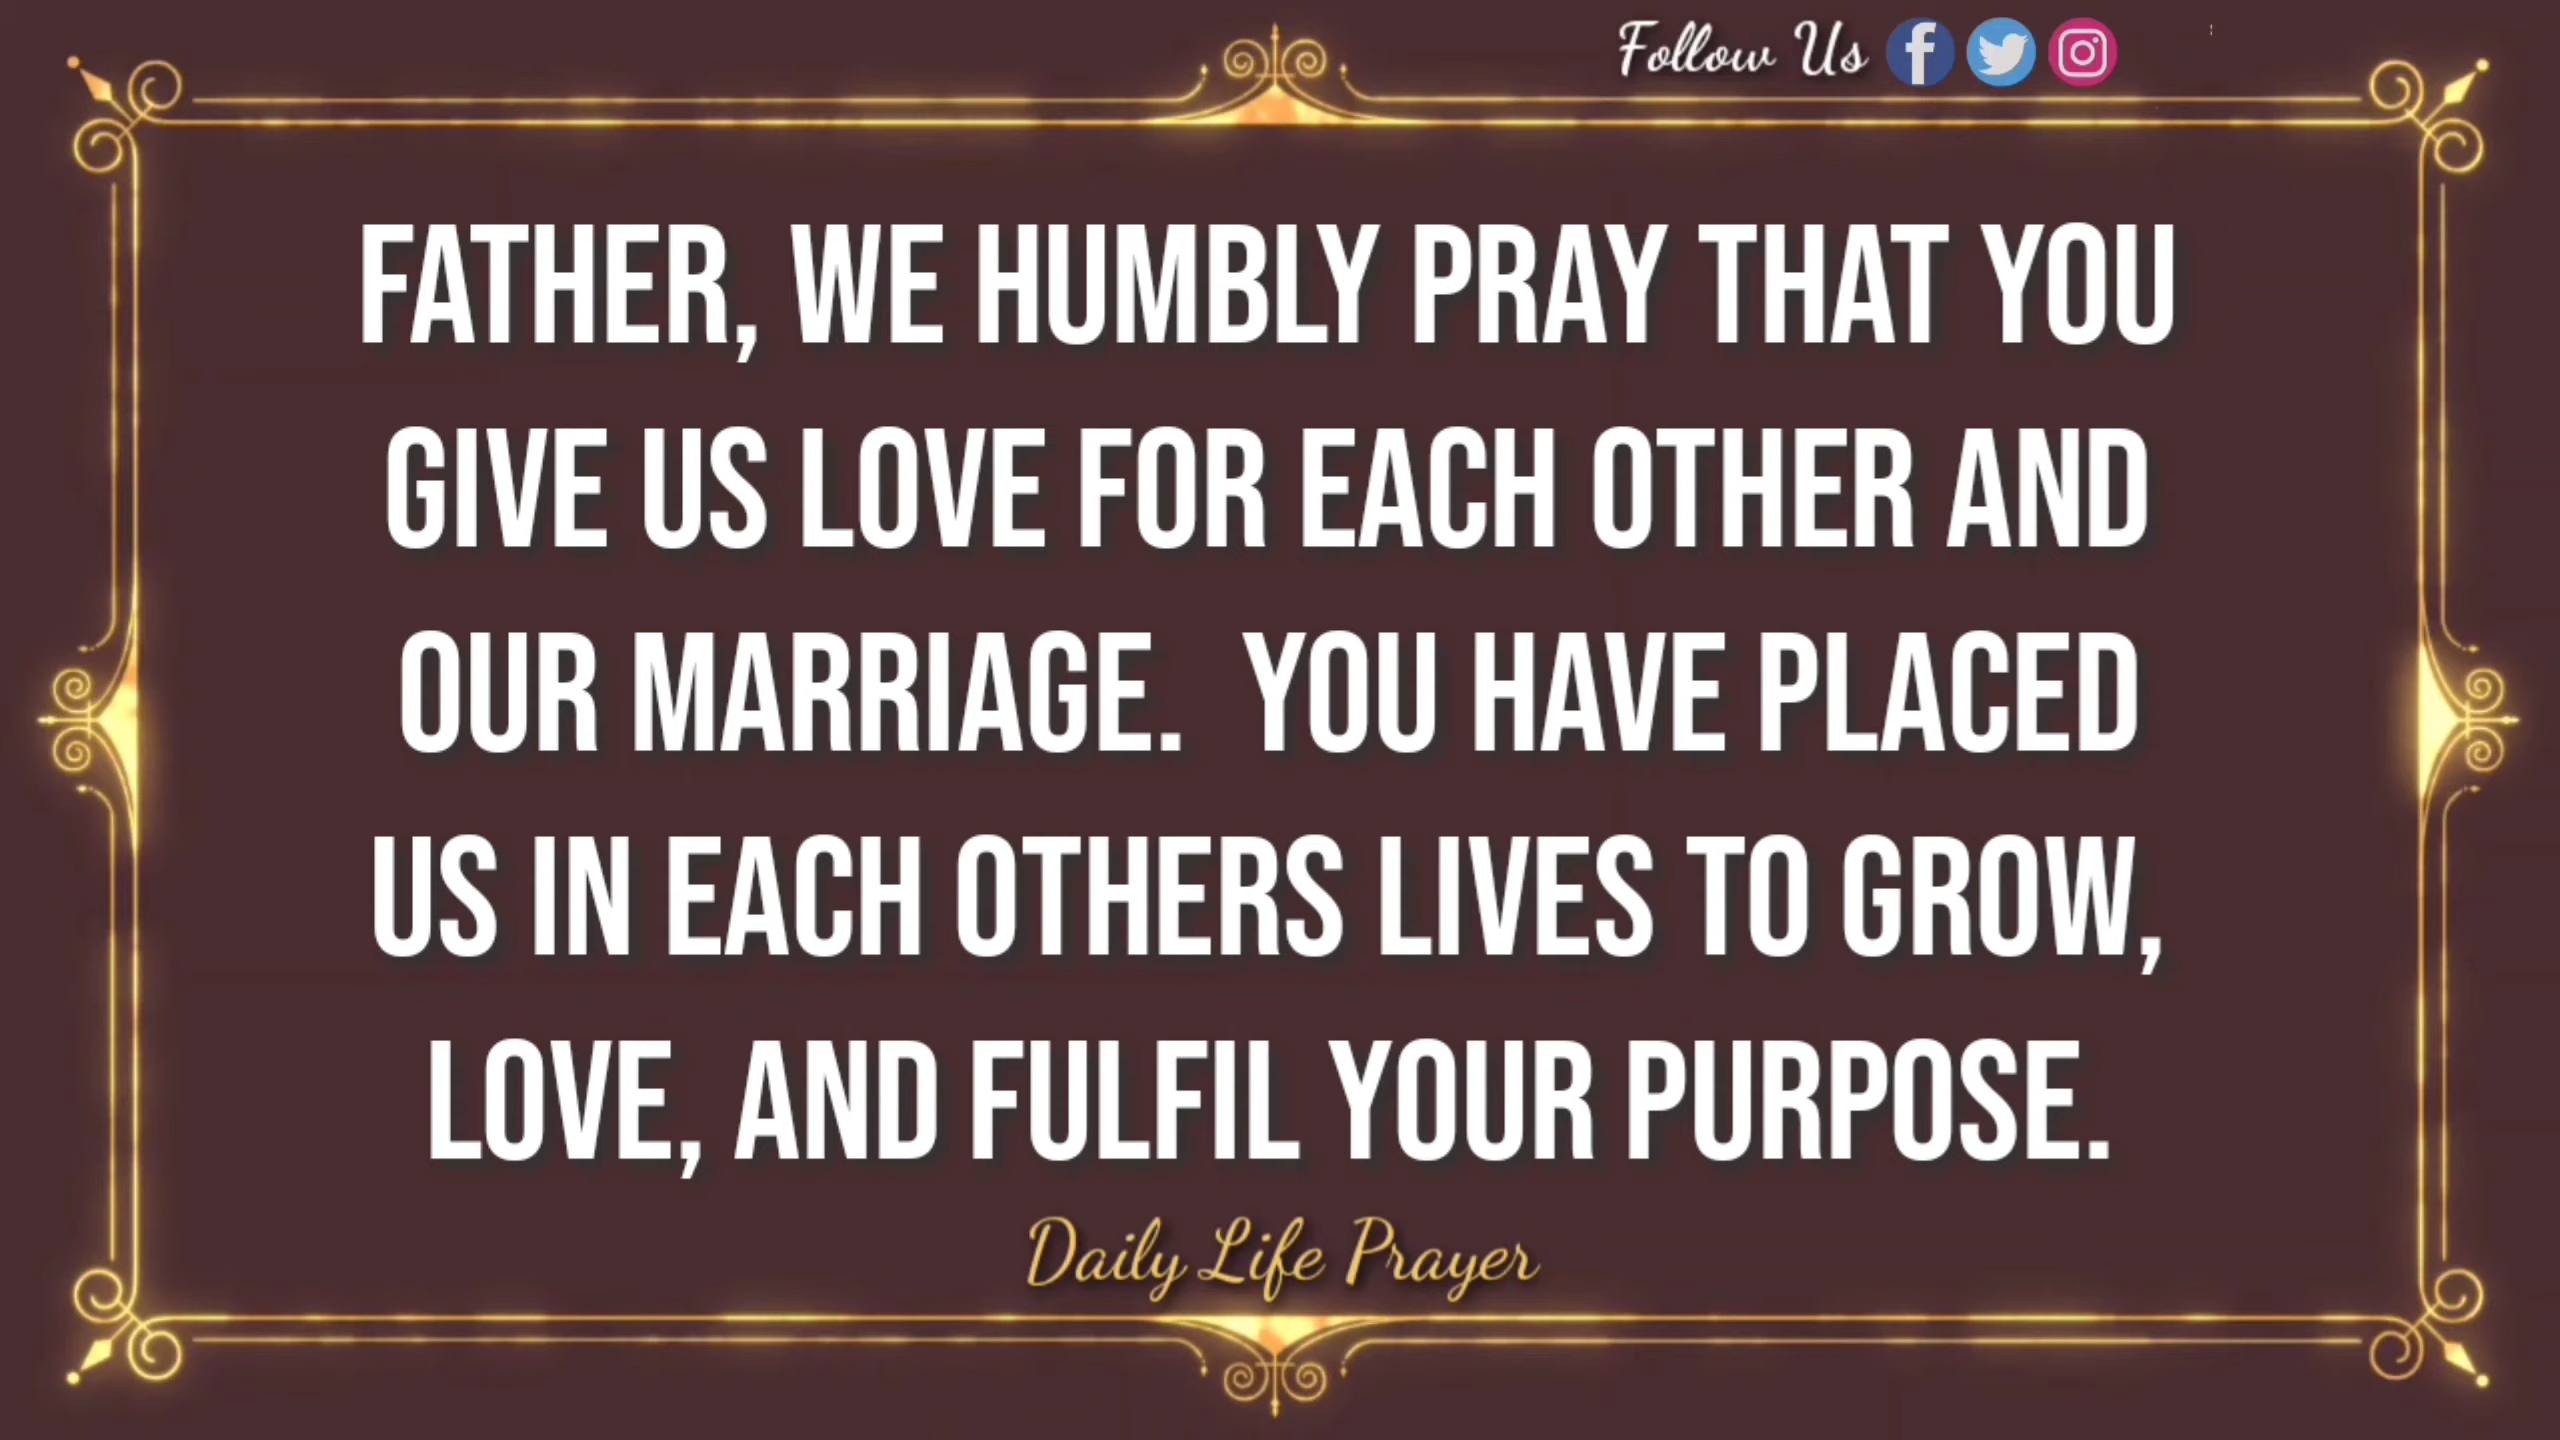 Follow Us
FATHER, WE HUMBLY PRAY THAT YOU
GIVE US LOVE FOR EACH OTHER AND
OUR MARRIAGE.  YOU HAVE PLACED
US IN EACH OTHERS LIVES TO GROW,
LOVE, AND FULFIL YOUR PURPOSE.
Daily Life Prayer